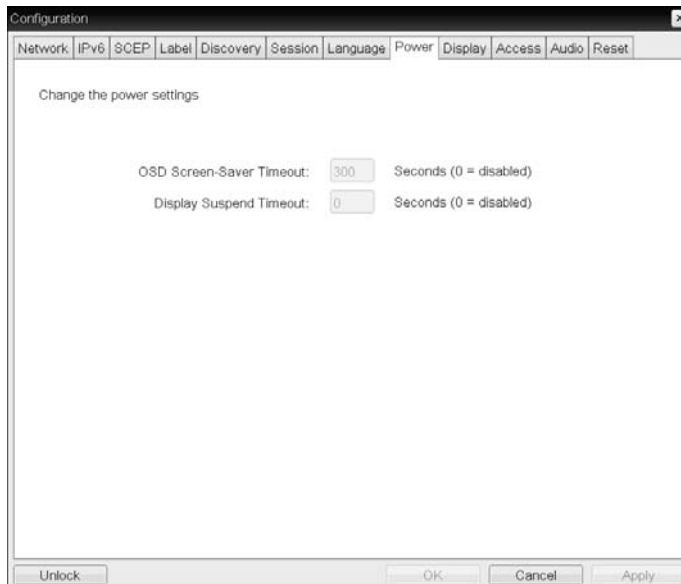 Configuration
Network IPv6 SCEP Label Discovery Session Language Power Display Access Audio Reset
Change the power settings
OSD Screen-Saver Timeout: 300 Seconds (0 = disabled)
Display Suspend Timeout: 0 Seconds (0 = disabled)
Unlock OK Cancel Apply